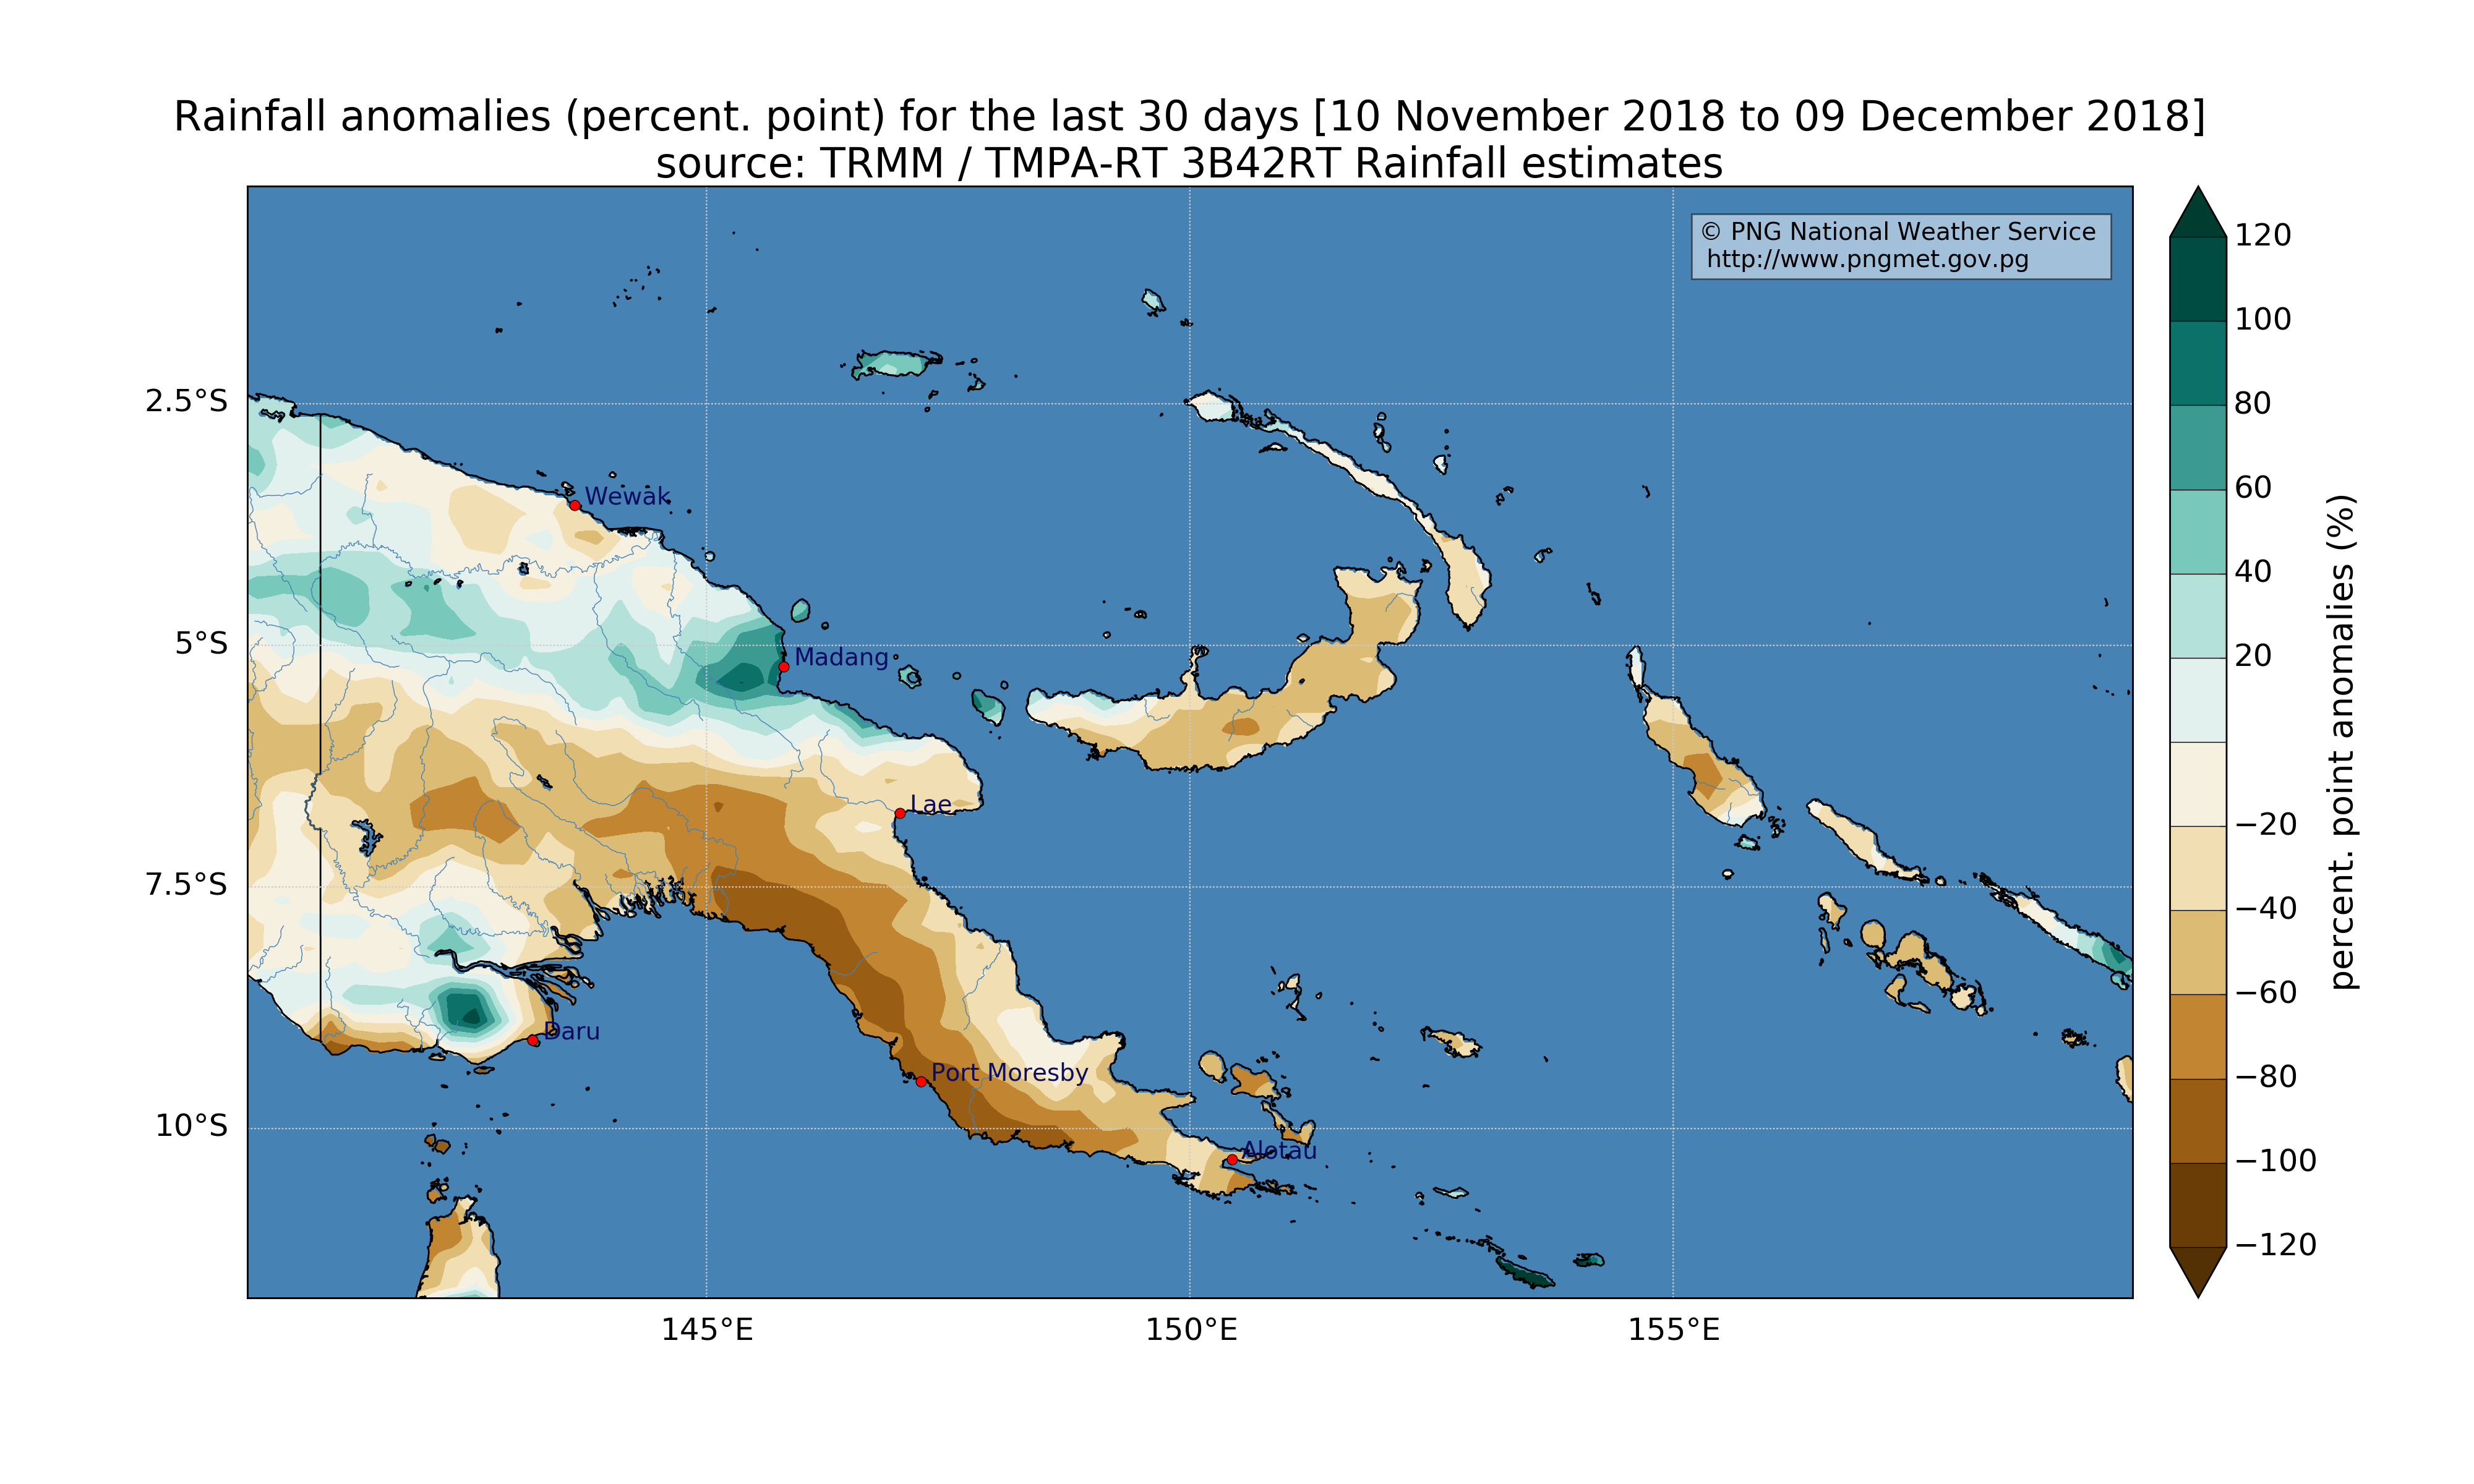 Rainfall anomalies (percent. point) for the last 30 days [10 November 2018 to 09 December 2018]
source: TRMM / TMPA-RT 3B42RT Rainfall estimates
© PNG National Weather Service
http://www.pngmet.gov.pg
2.5°S
5°S
7.5°S
10°S
Wewak
Madang
Lae
Daru
Port Moresby
Alotau
145°E
150°E
155°E
120
100
80
60
40
20
−20
−40
−60
−80
−100
−120
percent. point anomalies (%)